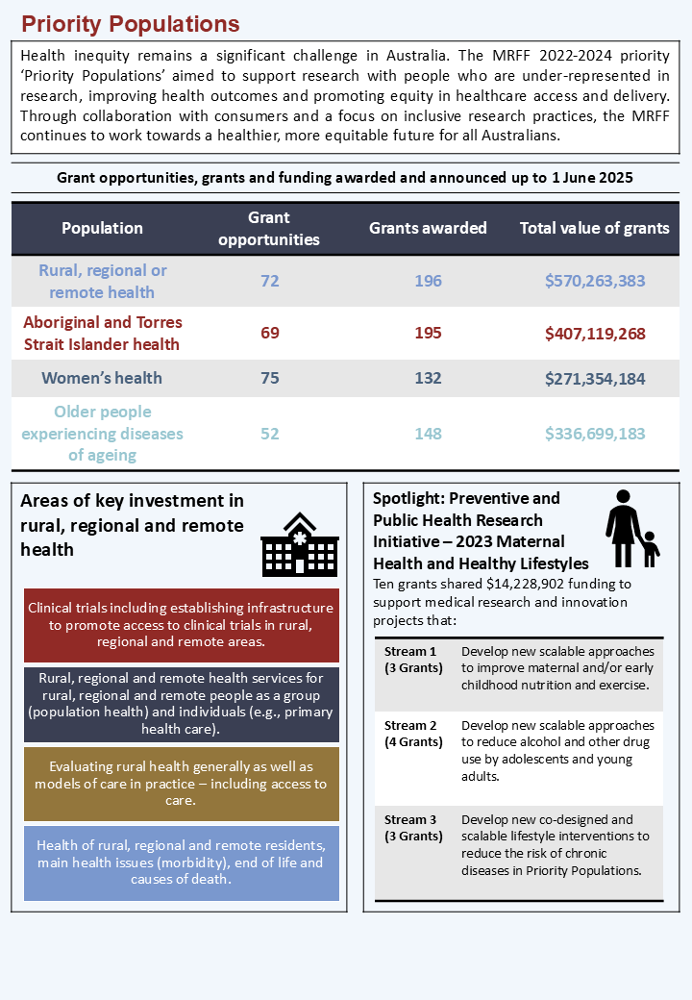 Priority Populations
Health inequity remains a significant challenge in Australia. The MRFF 2022-2024 priority
‘Priority Populations’ aimed to support research with people who are under-represented in
research, improving health outcomes and promoting equity in healthcare access and delivery.
Through collaboration with consumers and a focus on inclusive research practices, the MRFF
continues to work towards a healthier, more equitable future for all Australians.
Grant opportunities, grants and funding awarded and announced up to 1 June 2025
Population Grant opportunities Grants awarded Total value of grants
Rural, regional or
remote health 72 196 $570,263,383
Aboriginal and Torres
Strait Islander health 69 195 $407,119,268
Women’s health 75 132 $271,354,184
Older people
experiencing diseases 52 148 $336,699,183
of ageing
Areas of key investment in
rural, regional and remote
health
Clinical trials including establishing infrastructure
to promote access to clinical trials in rural,
regional and remote areas.
Rural, regional and remote health services for
rural, regional and remote people as a group
(population health) and individuals (e.g., primary
health care).
Evaluating rural health generally as well as
models of care in practice – including access to
care.
Health of rural, regional and remote residents,
main health issues (morbidity), end of life and
causes of death.
Spotlight: Preventive and
Public Health Research
Initiative – 2023 Maternal
Health and Healthy Lifestyles
Ten grants shared $14,228,902 funding to
support medical research and innovation
projects that:
Stream 1 Develop new scalable approaches
(3 Grants) to improve maternal and/or early
childhood nutrition and exercise.
Stream 2 Develop new scalable approaches
(4 Grants) to reduce alcohol and other drug
use by adolescents and young
adults.
Stream 3 Develop new co-designed and
(3 Grants) scalable lifestyle interventions to
reduce the risk of chronic
diseases in Priority Populations.